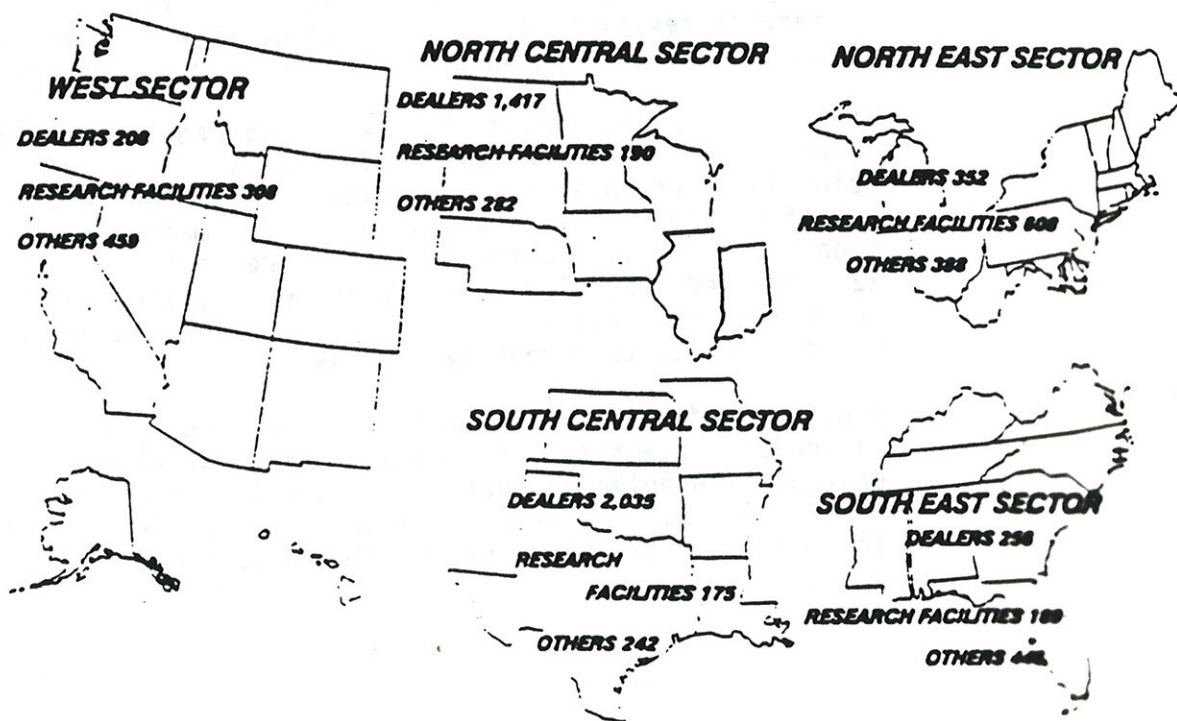 WEST SECTOR
DEALERS
RESEARCH FACILITIES
OTHERS 459
NORTH CENTRAL SECTOR
DEALERS 1,417
RESEARCH FACILITIES 190
OTHERS 282
NORTH EAST SECTOR
DEALERS 352
RESEARCH FACILITIES
OTHERS 388
SOUTH CENTRAL SECTOR
DEALERS 2,035
RESEARCH
FACILITIES 175
OTHERS 242
SOUTH EAST SECTOR
DEALERS
RESEARCH FACILITIES
OTHERS